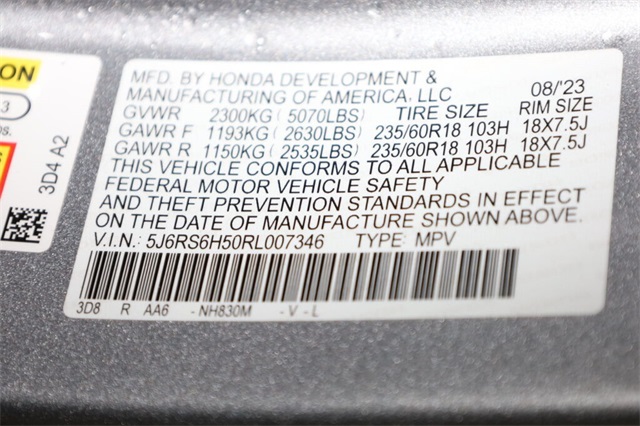 ON
3
bs.
3D4 A2
MFD. BY HONDA DEVELOPMENT &
MANUFACTURING OF AMERICA, LLC 08/'23
GVWR 2300KG ( 5070LBS) TIRE SIZE RIM SIZE
GAWR F 1193KG ( 2630LBS) 235/60R18 103H 18X7.5J
GAWR R 1150KG ( 2535LBS) 235/60R18 103H 18X7.5J
THIS VEHICLE CONFORMS TO ALL APPLICABLE
FEDERAL MOTOR VEHICLE SAFETY
AND THEFT PREVENTION STANDARDS IN EFFECT
ON THE DATE OF MANUFACTURE SHOWN ABOVE.
V.I.N.: 5J6RS6H50RL007346 TYPE: MPV
3D8 R AA6 -NH830M -V-L